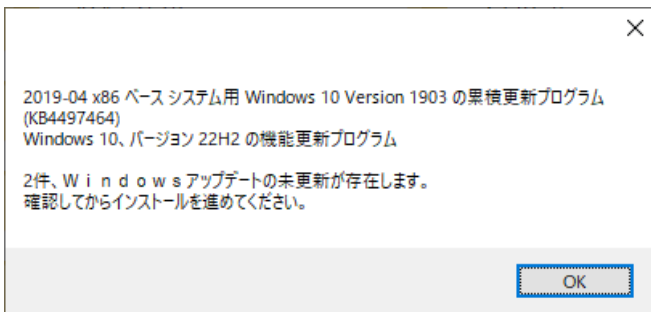 2019-04 x86 ベース システム用 Windows 10 Version 1903 の累積更新プログラム
(KB4497464)
Windows 10、バージョン 22H2 の機能更新プログラム
2件、Ｗｉｎｄｏｗｓアップデートの未更新が存在します。
確認してからインストールを進めてください。
OK